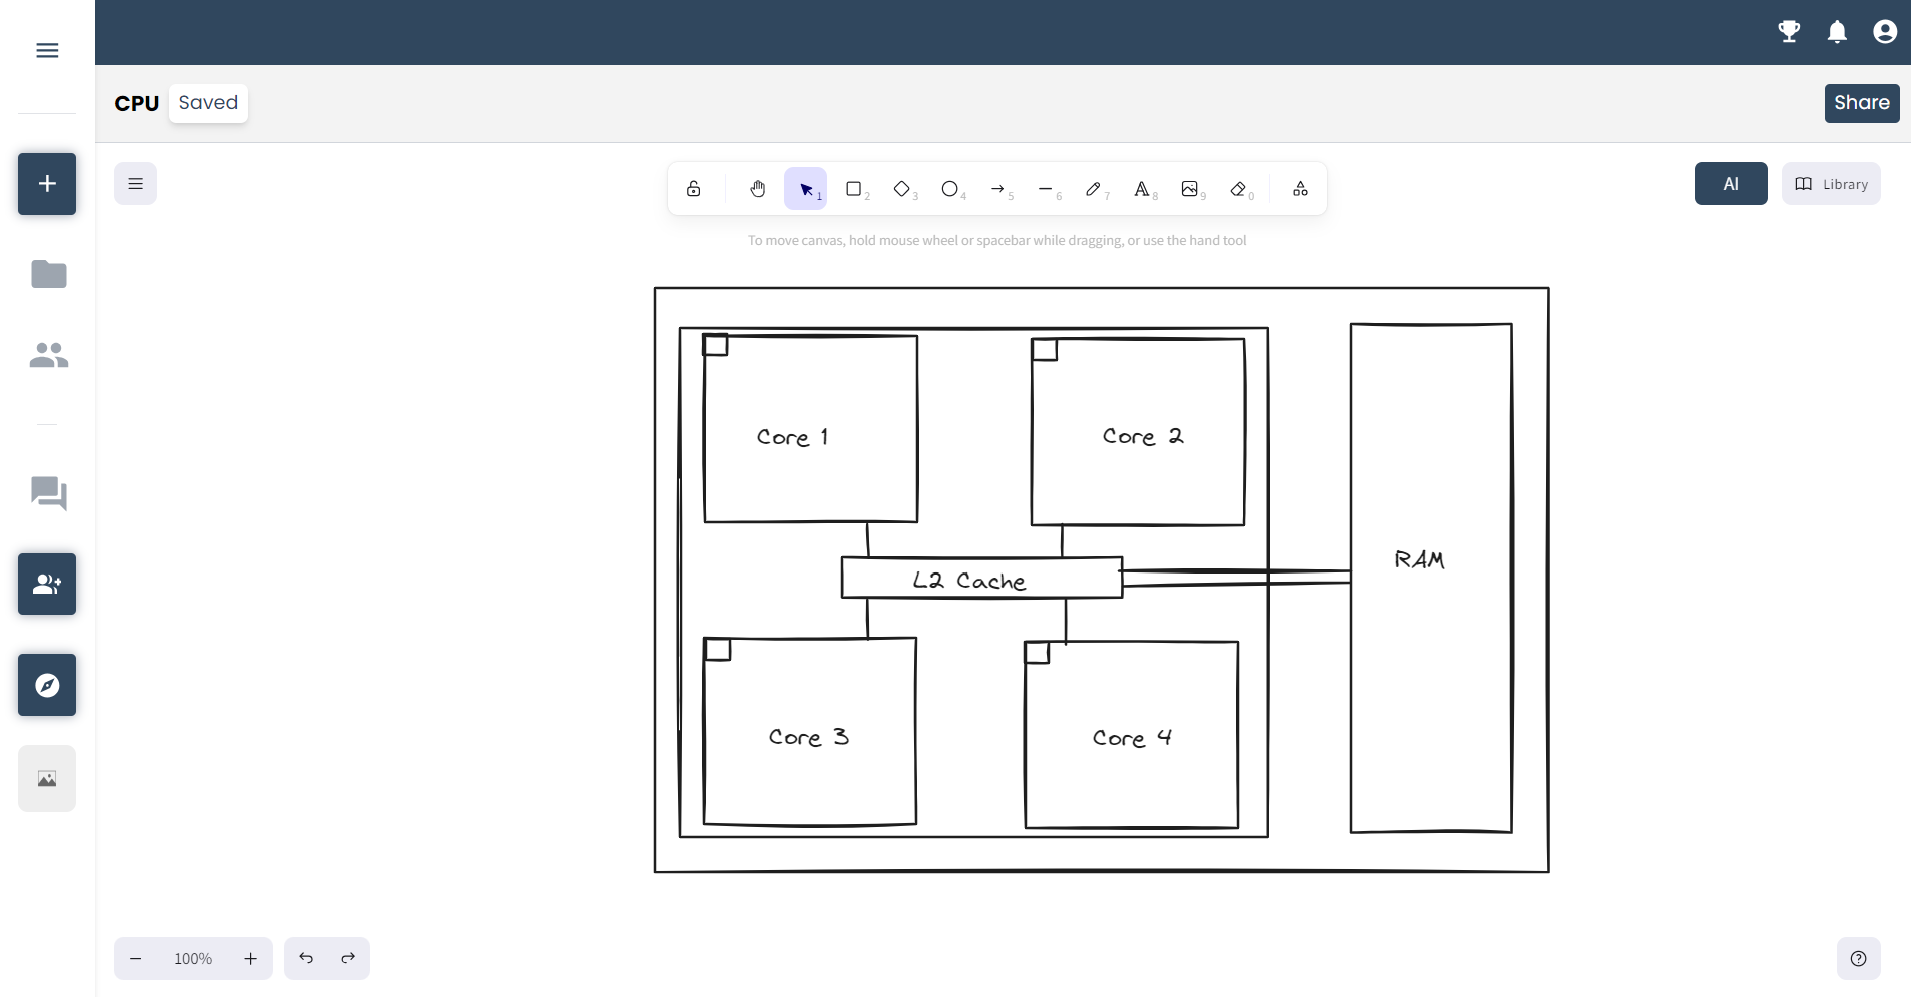 CPU Saved
Share
1 2 3 4 5 6 7 8 9 0
AI Library
To move canvas, hold mouse wheel or spacebar while dragging, or use the hand tool
Core 1
Core 2
RAM
L2 Cache
Core 3
Core 4
100%